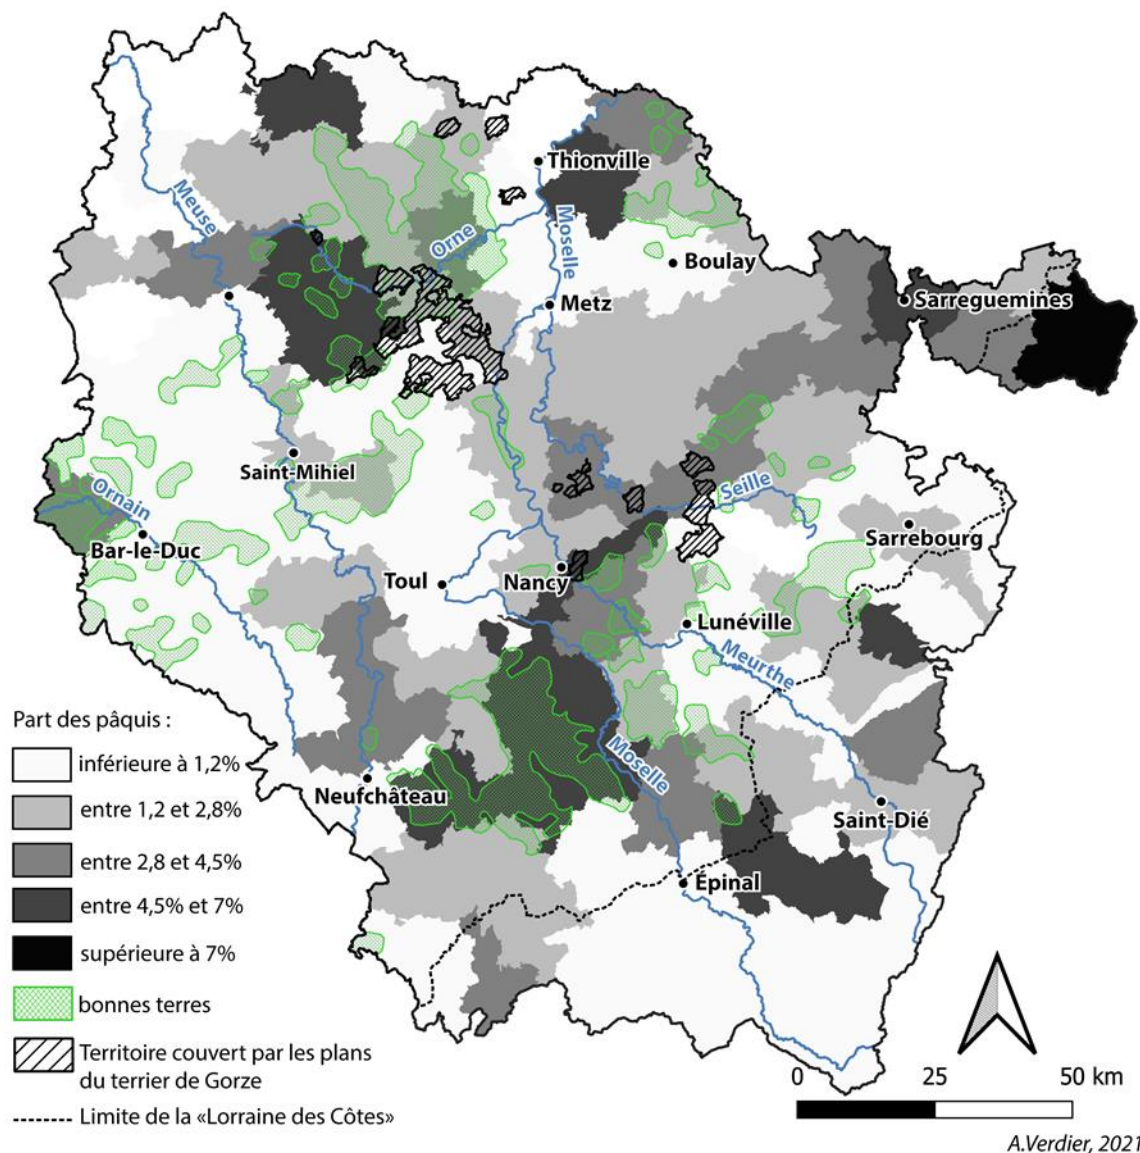 Thionville
Meuse
Orne
Moselle
Boulay
Metz
Sarreguemines
Saint-Mihiel
Ornain
Bar-le-Duc
Seille
Sarrebourg
Toul
Nancy
Lunéville
Meurthe
Moselle
Neufchâteau
Saint-Dié
Épinal
Part des pâquis :
inférieure à 1,2%
entre 1,2 et 2,8%
entre 2,8 et 4,5%
entre 4,5% et 7%
supérieure à 7%
bonnes terres
Territoire couvert par les plans
du terrier de Gorze
Limite de la «Lorraine des Côtes»
0 25 50 km
A.Verdier, 2021